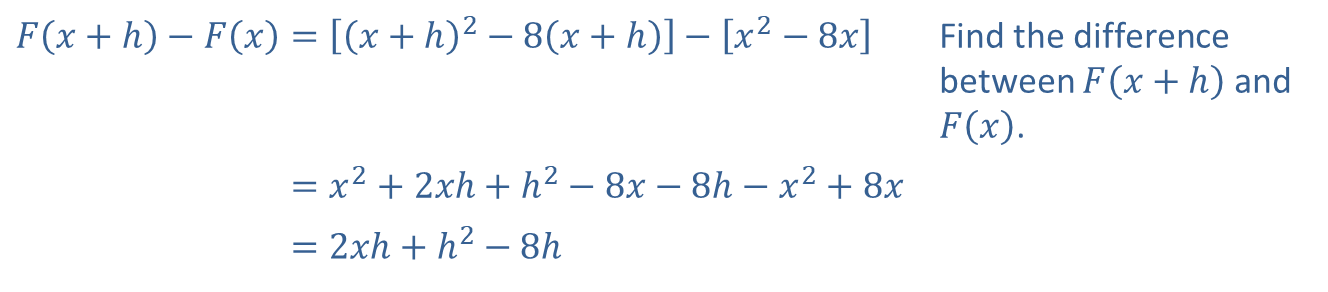 F(x + h) − F(x) = [(x + h)² − 8(x + h)] − [x² − 8x]
Find the difference
between F(x + h) and
F(x).
= x² + 2xh + h² − 8x − 8h − x² + 8x
= 2xh + h² − 8h